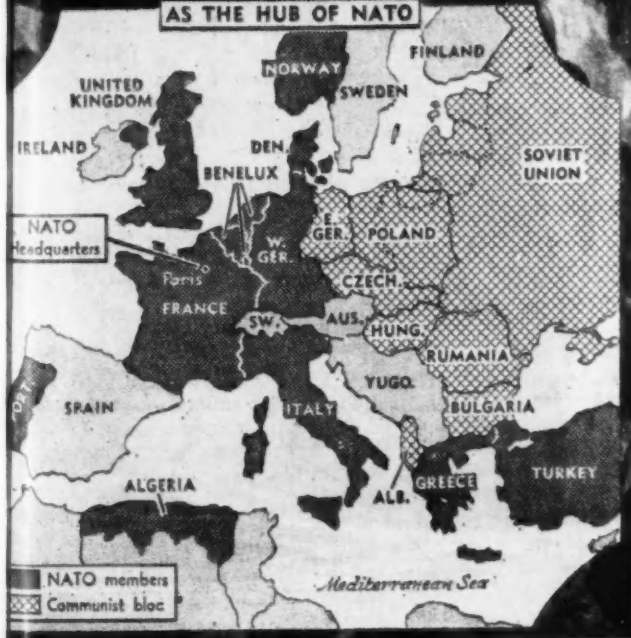 AS THE HUB OF NATO
FINLAND
NORWAY
SWEDEN
UNITED
KINGDOM
IRELAND
DEN.
SOVIET
UNION
BENELUX
NATO
Headquarters
E.
GER.
POLAND
W.
GER.
Paris
CZECH.
FRANCE
SW.
AUS.
HUNG.
RUMANIA
YUGO.
SPAIN
ORT.
ITALY
BULGARIA
ALGERIA
ALB.
GREECE
TURKEY
NATO members
Communist bloc
Mediterranean Sea